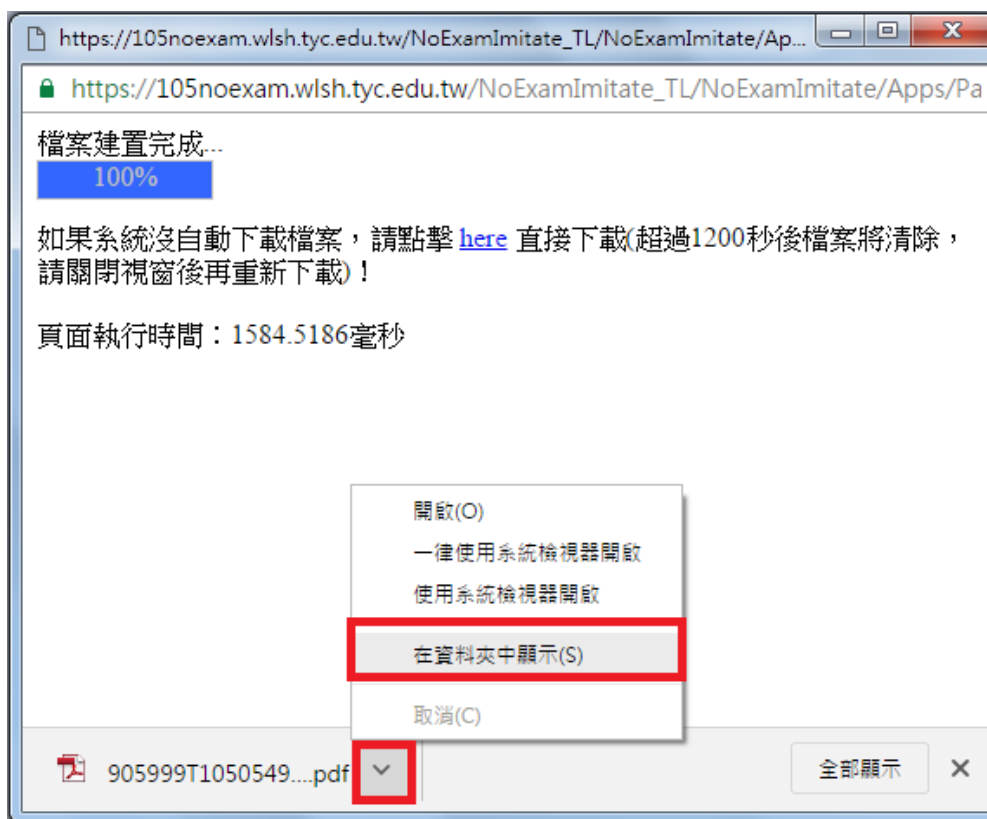 https://105noexam.wlsh.tyc.edu.tw/NoExamImitate_TL/NoExamImitate/Ap...
https://105noexam.wlsh.tyc.edu.tw/NoExamImitate_TL/NoExamImitate/Apps/Pa
檔案建置完成...
100%
如果系統沒自動下載檔案，請點擊 here 直接下載(超過1200秒後檔案將清除，
請關閉視窗後再重新下載)！
頁面執行時間：1584.5186毫秒
開啟(O)
一律使用系統檢視器開啟
使用系統檢視器開啟
在資料夾中顯示(S)
取消(C)
905999T1050549....pdf
全部顯示